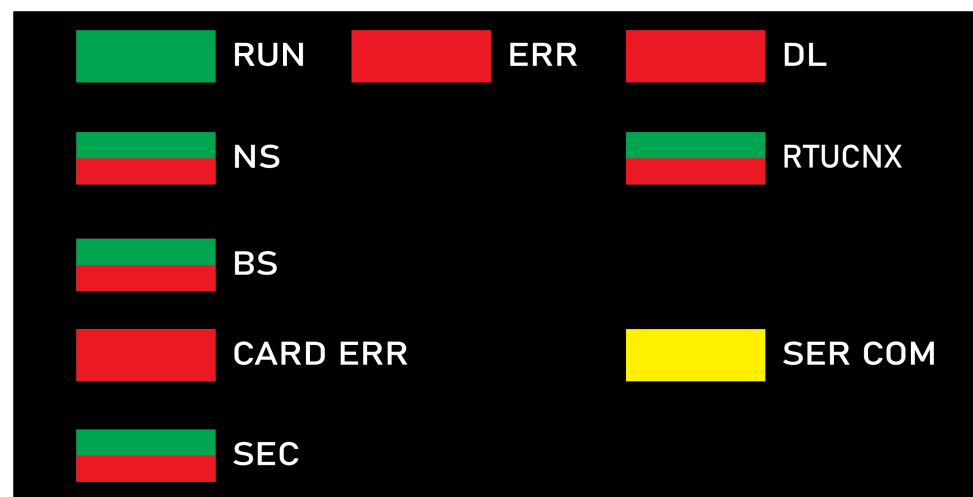 RUN ERR DL
NS RTUCNX
BS
CARD ERR SER COM
SEC